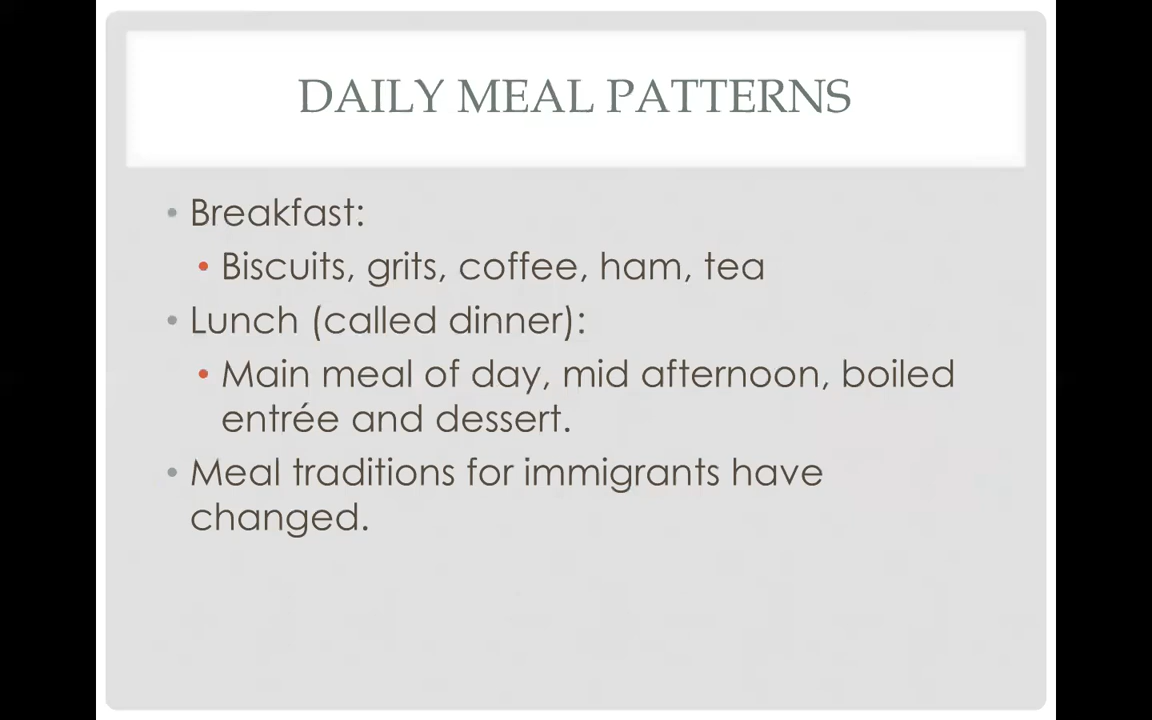 DAILY MEAL PATTERNS
• Breakfast:
• Biscuits, grits, coffee, ham, tea
• Lunch (called dinner):
• Main meal of day, mid afternoon, boiled
entrée and dessert.
• Meal traditions for immigrants have
changed.